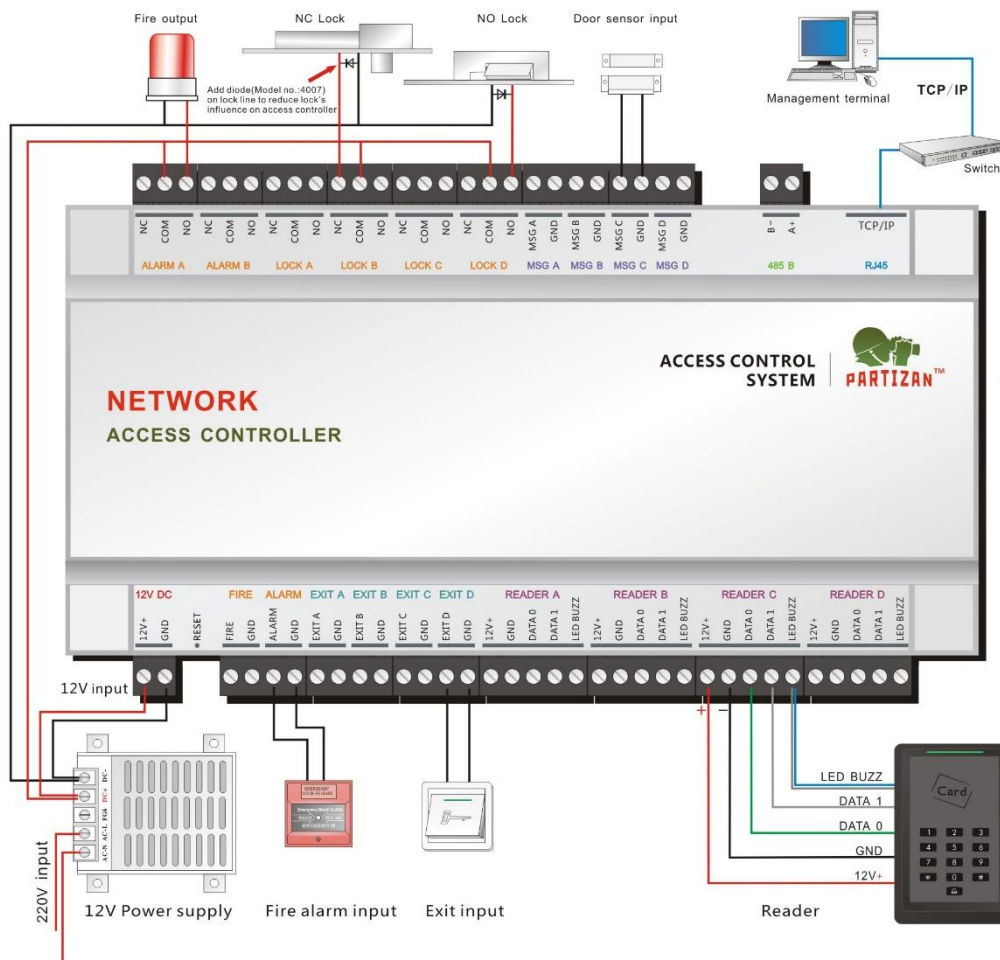 Fire output
NC Lock
NO Lock
Door sensor input
Add diode(Model no.:4007)
on lock line to reduce lock's
influence on access controller
Management terminal
TCP/IP
Switch
NC
COM
NO
NC
COM
NO
NC
COM
NO
NC
COM
NO
NC
COM
NO
NC
COM
NO
MSG A
GND
MSG B
GND
MSG C
GND
MSG D
GND
B -
A+
TCP/IP
ALARM A
ALARM B
LOCK A
LOCK B
LOCK C
LOCK D
MSG A
MSG B
MSG C
MSG D
485 B
RJ45
ACCESS CONTROL
SYSTEM
PARTIZAN™
NETWORK
ACCESS CONTROLLER
12V DC
FIRE
ALARM
EXIT A
EXIT B
EXIT C
EXIT D
READER A
READER B
READER C
READER D
12V+
GND
RESET
FIRE
GND
ALARM
GND
EXIT A
GND
EXIT B
GND
EXIT C
GND
EXIT D
GND
12V+
GND
DATA 0
DATA 1
LED BUZZ
12V+
GND
DATA 0
DATA 1
LED BUZZ
12V+
GND
DATA 0
DATA 1
LED BUZZ
12V+
GND
DATA 0
DATA 1
LED BUZZ
12V input
+
−
DC-
DC+
AC-L
AC-N
220V input
EMERGENCY
DOOR RELEASE
LED BUZZ
DATA 1
DATA 0
GND
12V+
Card
1 2 3
4 5 6
7 8 9
* 0 #
12V Power supply
Fire alarm input
Exit input
Reader